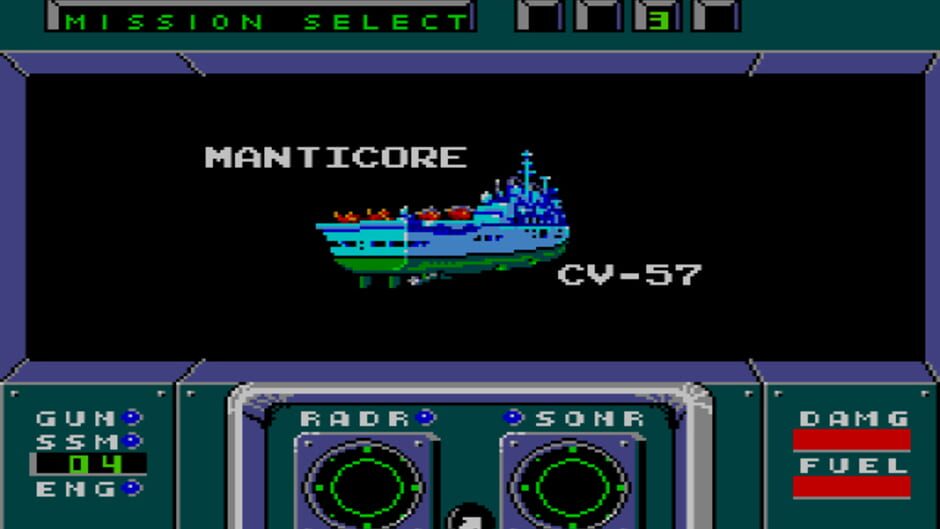 MISSION SELECT 3
MANTICORE
CV-57
GUN
SSM
04
ENG
RADR SONR
DAMG
FUEL